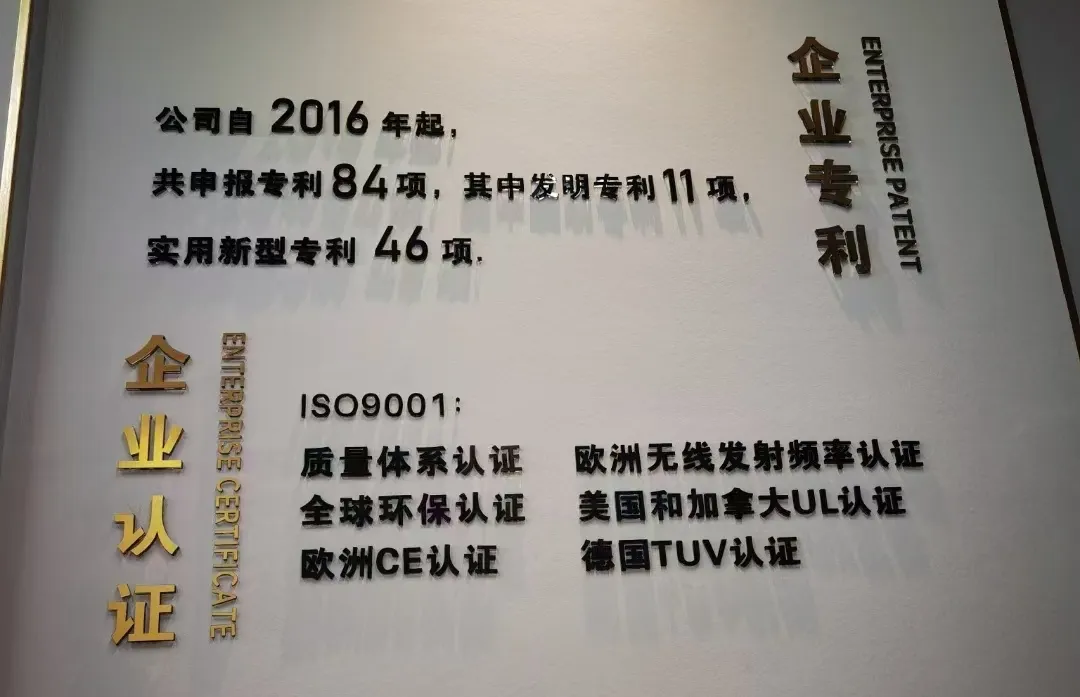 企业专利
ENTERPRISE PATENT
公司自 2016 年起,
共申报专利 84 项, 其中发明专利 11 项,
实用新型专利 46 项.
企业认证
ENTERPRISE CERTIFICATE
ISO9001:
质量体系认证 欧洲无线发射频率认证
全球环保认证 美国和加拿大UL认证
欧洲CE认证 德国TUV认证